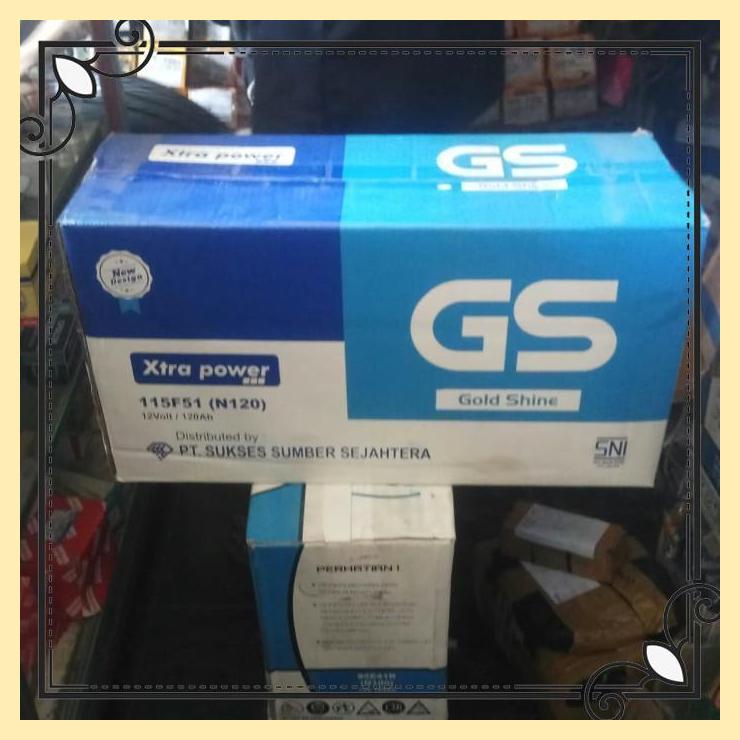 Xtra power
GS
Gold Shine
New
Design
GS
Xtra power
Gold Shine
115F51 (N120)
12Volt / 120Ah
Distributed by
PT. SUKSES SUMBER SEJAHTERA
SNI
PERHATIAN !